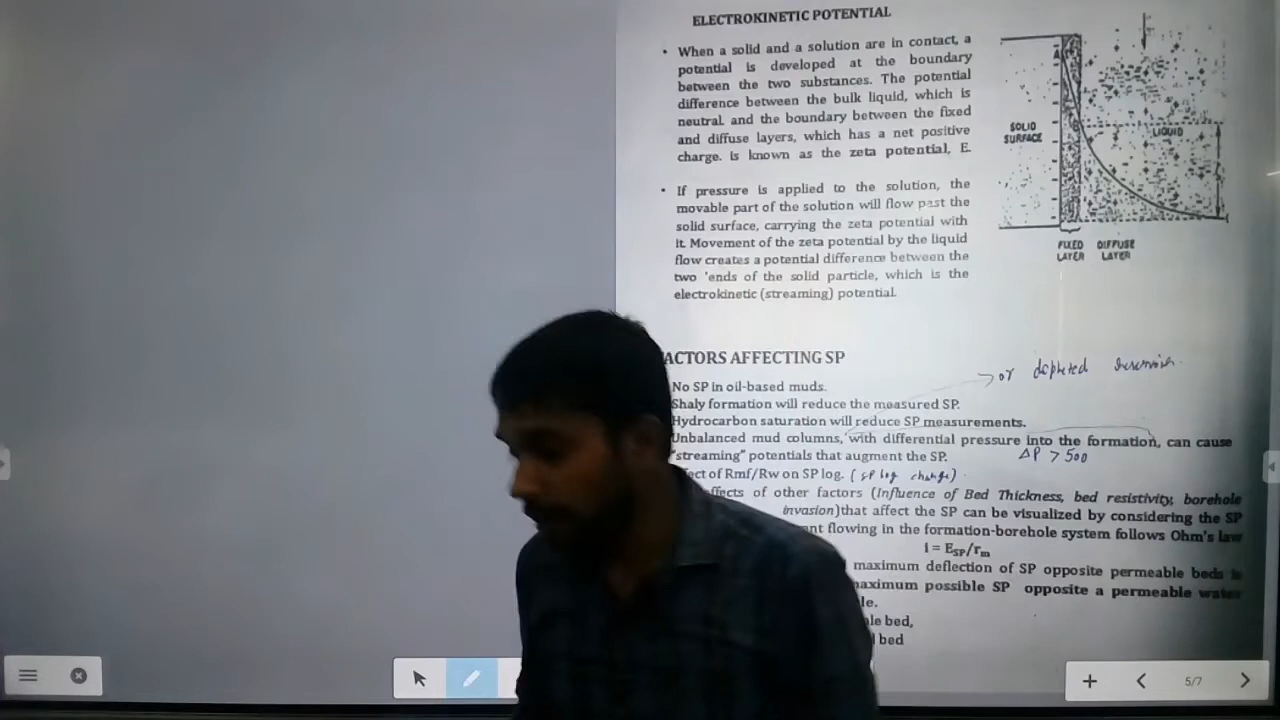 ELECTROKINETIC POTENTIAL
• When a solid and a solution are in contact, a
potential is developed at the boundary
between the two substances. The potential
difference between the bulk liquid, which is
neutral and the boundary between the fixed
and diffuse layers, which has a net positive
charge. is known as the zeta potential, E.
• If pressure is applied to the solution, the
movable part of the solution will flow past the
solid surface, carrying the zeta potential with
it. Movement of the zeta potential by the liquid
flow creates a potential difference between the
two 'ends of the solid particle, which is the
electrokinetic (streaming) potential.
SOLID
SURFACE
LIQUID
FIXED
LAYER
DIFFUSE
LAYER
ACTORS AFFECTING SP
→ or depleted
No SP in oil-based muds.
Shaly formation will reduce the measured SP.
Hydrocarbon saturation will reduce SP measurements.
Unbalanced mud columns, with differential pressure into the formation, can cause
"streaming" potentials that augment the SP.
ΔP > 500
ect of Rmf/Rw on SP log. (SP log change).
ffects of other factors (Influence of Bed Thickness, bed resistivity, borehole
invasion)that affect the SP can be visualized by considering the SP
nt flowing in the formation-borehole system follows Ohm's law
i = ESP/rm
maximum deflection of SP opposite permeable beds is
aximum possible SP opposite a permeable water
le.
le bed,
bed
5/7